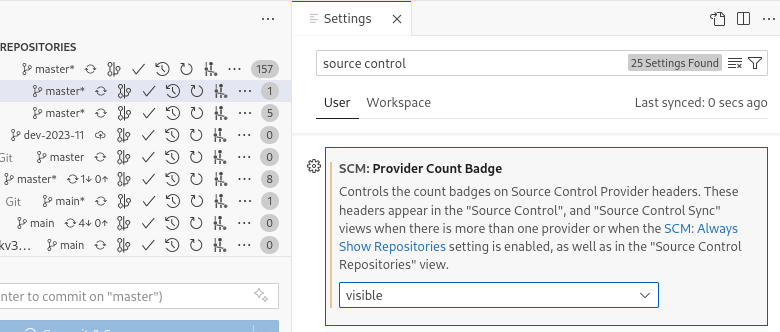 Settings
REPOSITORIES
source control
25 Settings Found
master* 157
master* 1
User Workspace Last synced: 0 secs ago
master* 5
dev-2023-11 0
Git master 0
SCM: Provider Count Badge
master* 1↓ 0↑ 8
Controls the count badges on Source Control Provider headers. These
Git main* 1
headers appear in the "Source Control", and "Source Control Sync"
main 4↓ 0↑ 0
views when there is more than one provider or when the SCM: Always
kv3... main 0
Show Repositories setting is enabled, as well as in the "Source Control
Repositories" view.
nter to commit on "master")
visible